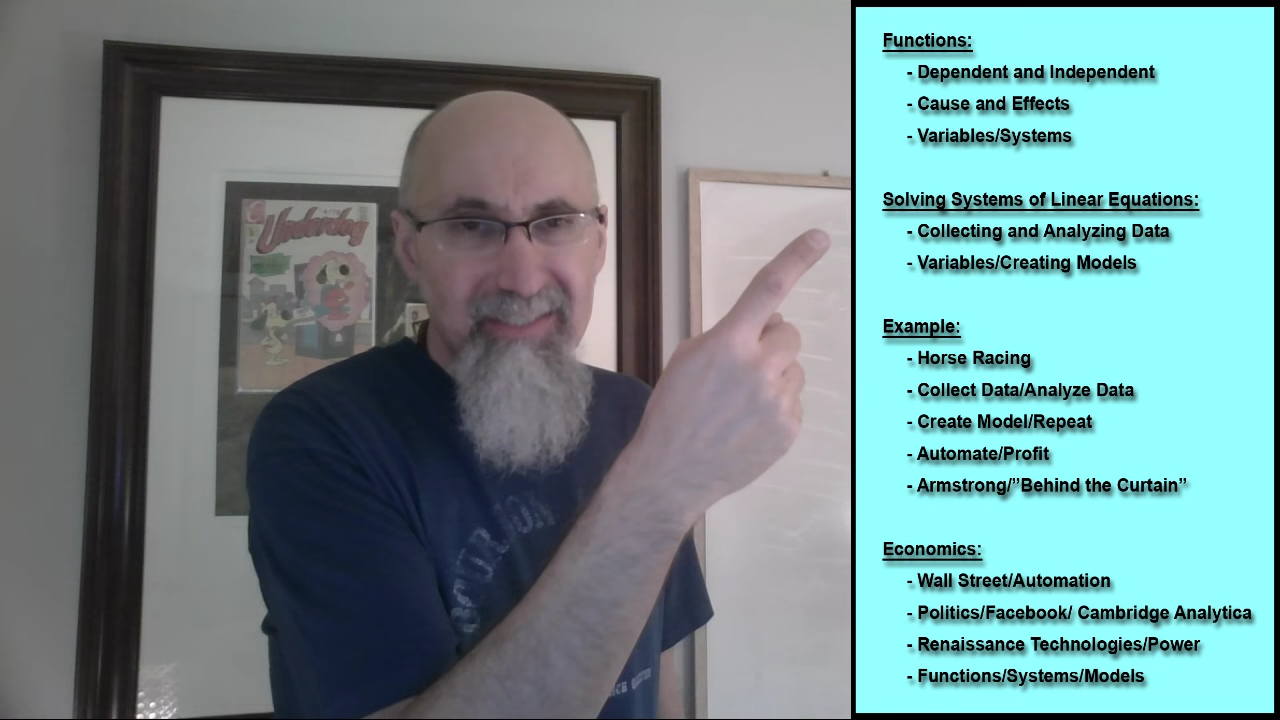 Underdog
Functions:
- Dependent and Independent
- Cause and Effects
- Variables/Systems
Solving Systems of Linear Equations:
- Collecting and Analyzing Data
- Variables/Creating Models
Example:
- Horse Racing
- Collect Data/Analyze Data
- Create Model/Repeat
- Automate/Profit
- Armstrong/”Behind the Curtain”
Economics:
- Wall Street/Automation
- Politics/Facebook/ Cambridge Analytica
- Renaissance Technologies/Power
- Functions/Systems/Models